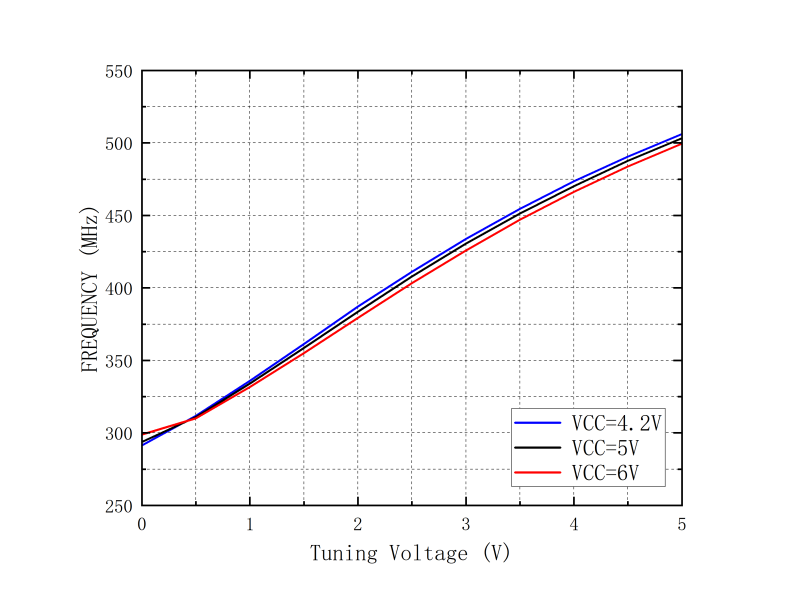 550
500
450
400
350
300
250
FREQUENCY (MHz)
VCC=4.2V
VCC=5V
VCC=6V
0 1 2 3 4 5
Tuning Voltage (V)